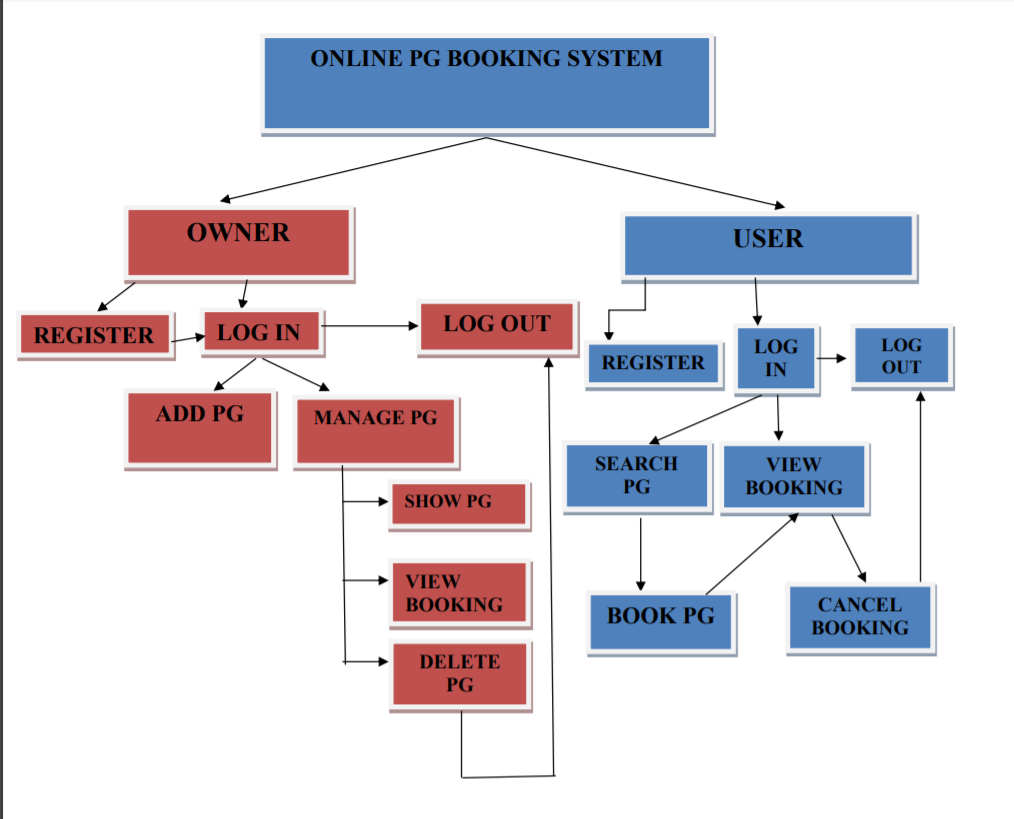 ONLINE PG BOOKING SYSTEM
OWNER
USER
REGISTER
LOG IN
LOG OUT
REGISTER
LOG
IN
LOG
OUT
ADD PG
MANAGE PG
SEARCH
PG
VIEW
BOOKING
SHOW PG
VIEW
BOOKING
BOOK PG
CANCEL
BOOKING
DELETE
PG